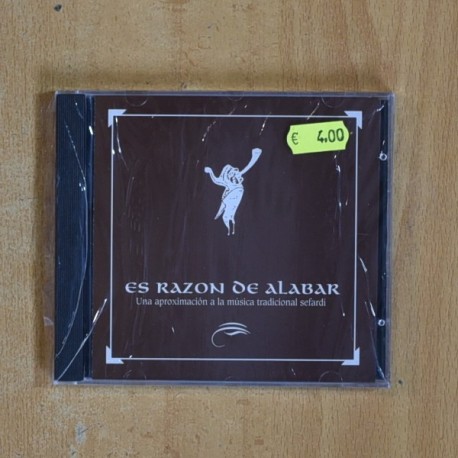 € 4.00
ES RAZON DE ALABAR
Una aproximación a la música tradicional sefardí